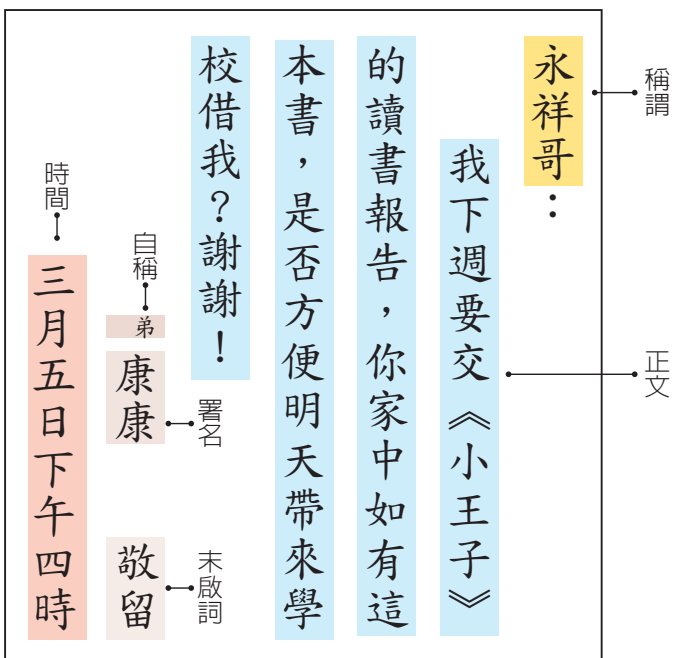 稱謂
永祥哥：
正文
我下週要交《小王子》
的讀書報告，你家中如有這
本書，是否方便明天帶來學
校借我？謝謝！
自稱
弟
康康
署名
敬留
末啟詞
時間
三月五日下午四時